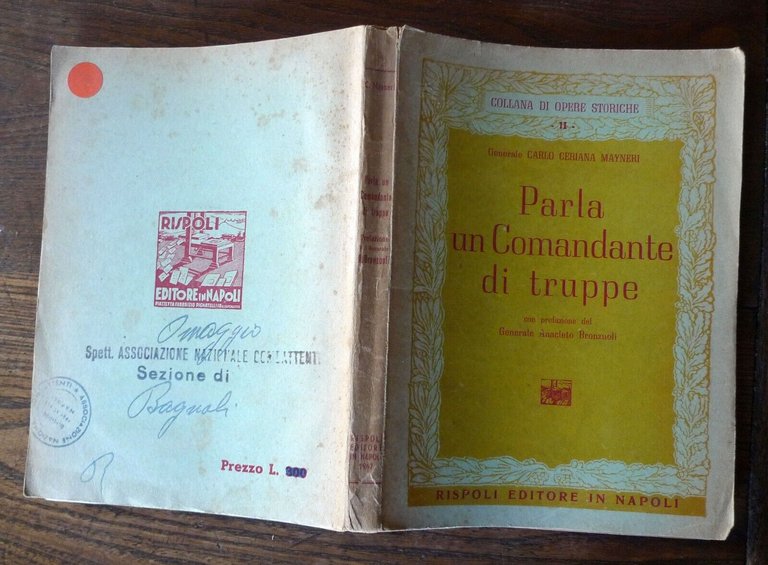 RISPOLI
EDITORE IN NAPOLI
Omaggio
Spett. ASSOCIAZIONE NAZIONALE COMBATTENTI
Sezione di
Bagnoli
Prezzo L. 300
Parla un
Comandante
di truppe
Prefazione
RISPOLI
EDITORE
IN NAPOLI
COLLANA DI OPERE STORICHE
- 11 -
Generale CARLO CERIANA MAYNERI
Parla
un Comandante
di truppe
con prefazione del
Generale Anacleto Bronzuoli
RISPOLI EDITORE IN NAPOLI